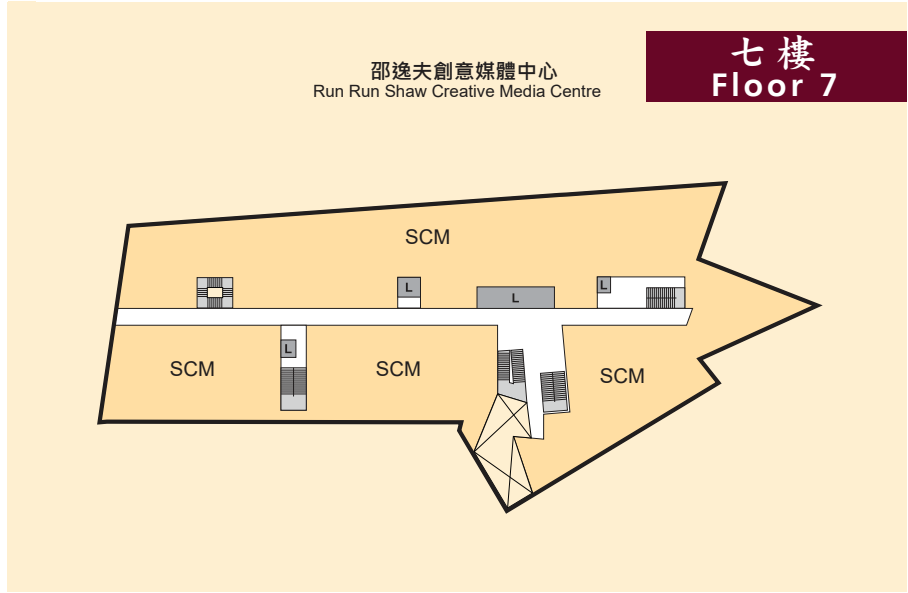 七樓
Floor 7
邵逸夫創意媒體中心
Run Run Shaw Creative Media Centre
SCM
L
L
L
L
SCM
SCM
SCM